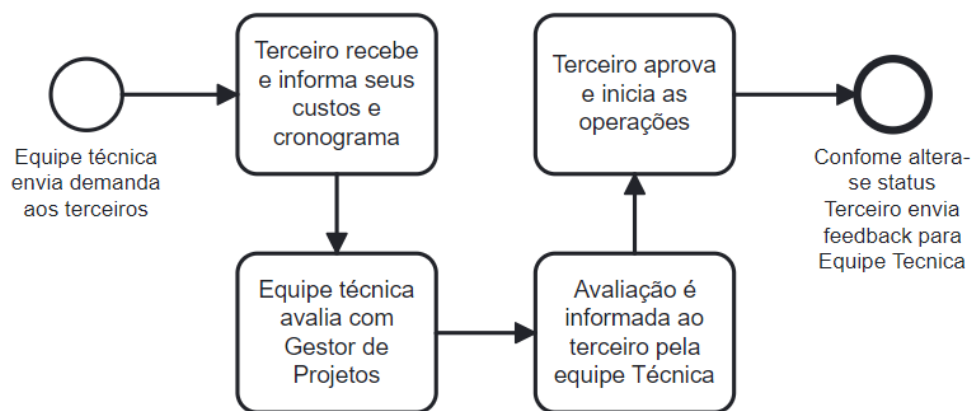 Equipe técnica
envia demanda
aos terceiros
Terceiro recebe
e informa seus
custos e
cronograma
Equipe técnica
avalia com
Gestor de
Projetos
Avaliação é
informada ao
terceiro pela
equipe Técnica
Terceiro aprova
e inicia as
operações
Confome altera-
se status
Terceiro envia
feedback para
Equipe Tecnica